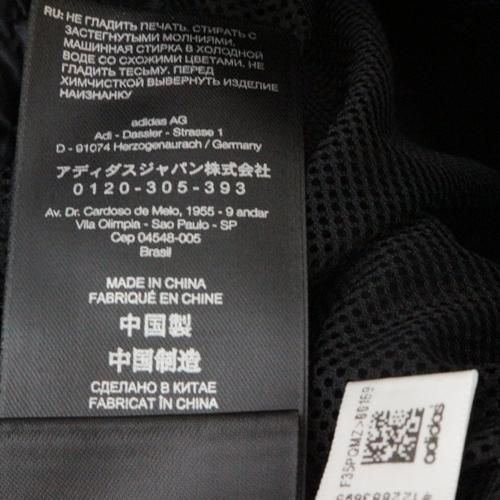 RU: НЕ ГЛАДИТЬ ПЕЧАТЬ. СТИРАТЬ С
ЗАСТЕГНУТЫМИ МОЛНИЯМИ.
МАШИННАЯ СТИРКА В ХОЛОДНОЙ
ВОДЕ СО СХОЖИМИ ЦВЕТАМИ. НЕ
ГЛАДИТЬ ТЕСЬМУ. ПЕРЕД
ХИМЧИСТКОЙ ВЫВЕРНУТЬ ИЗДЕЛИЕ
НАИЗНАНКУ
adidas AG
Adi - Dassler - Strasse 1
D - 91074 Herzogenaurach / Germany
アディダスジャパン株式会社
0120-305-393
Av. Dr. Cardoso de Melo, 1955 - 9 andar
Vila Olimpia - Sao Paulo - SP
Cep 04548-005
Brasil
MADE IN CHINA
FABRIQUÉ EN CHINE
中国製
中国制造
СДЕЛАНО В КИТАЕ
FABRICAT ÎN CHINA
F35PQMZ>60169
adidas